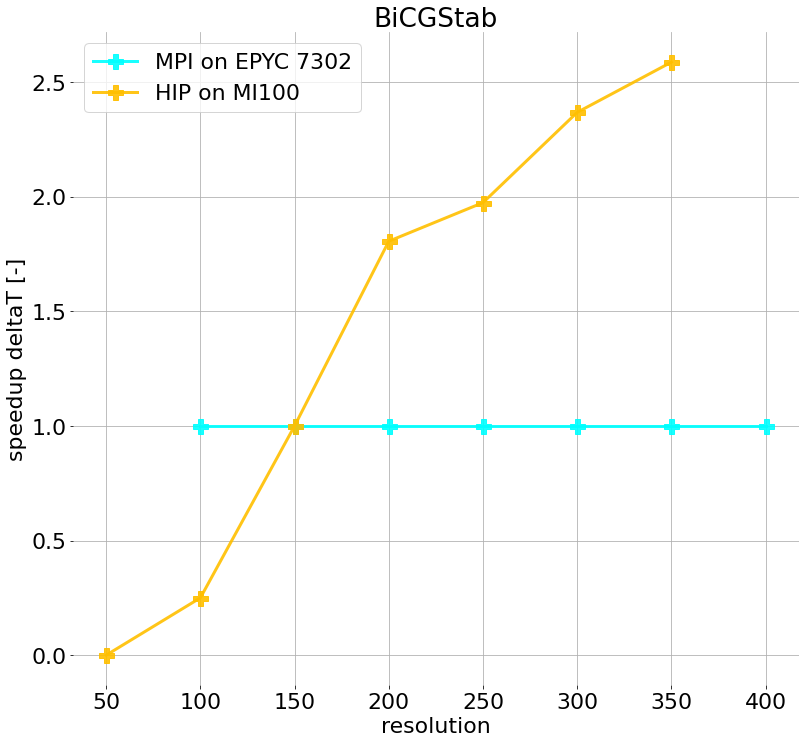 BiCGStab
MPI on EPYC 7302
HIP on MI100
speedup deltaT [-]
2.5
2.0
1.5
1.0
0.5
0.0
50 100 150 200 250 300 350 400
resolution